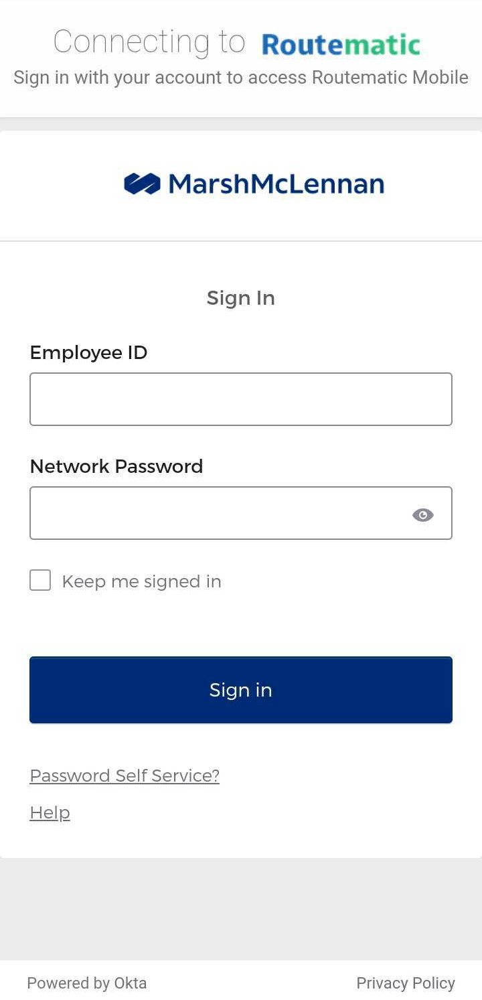 Connecting to Routematic
Sign in with your account to access Routematic Mobile
MarshMcLennan
Sign In
Employee ID
Network Password
Keep me signed in
Sign in
Password Self Service?
Help
Powered by Okta
Privacy Policy